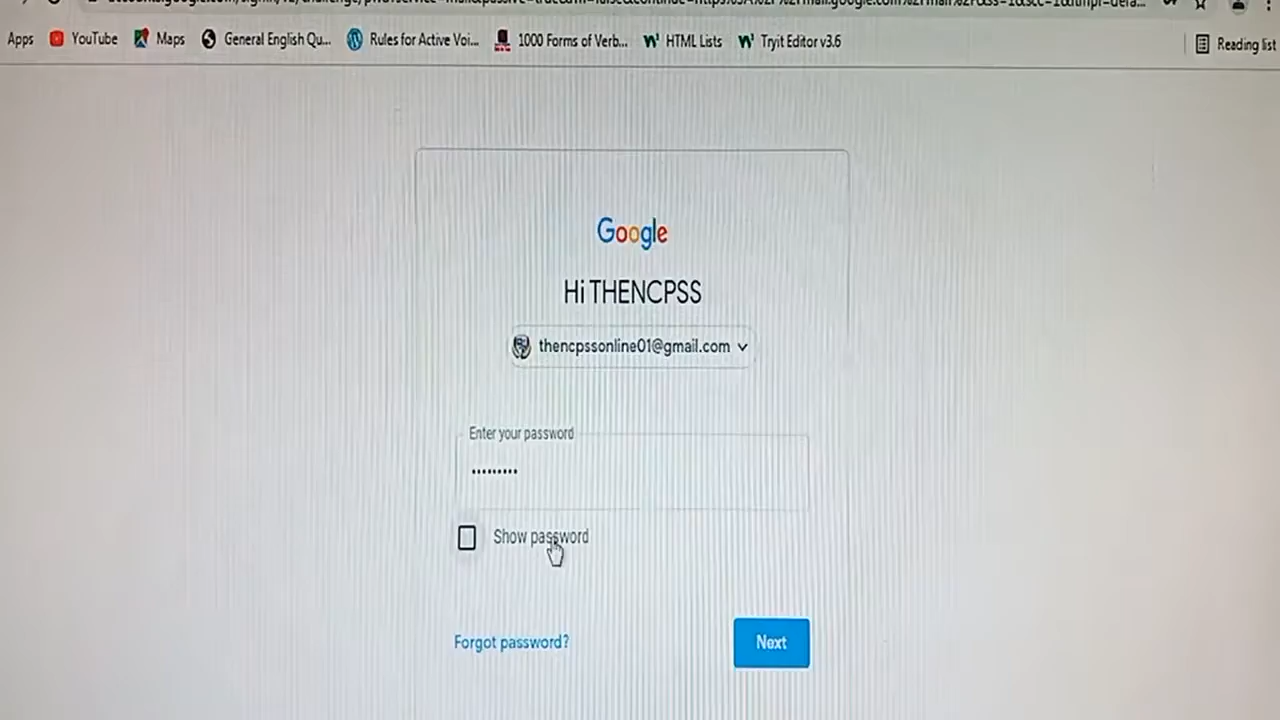 Apps YouTube Maps General English Qu... Rules for Active Voi... 1000 Forms of Verb... HTML Lists Tryit Editor v3.6 Reading list
Google
Hi THENCPSS
thencpssonline01@gmail.com
Enter your password
•••••••••
Show password
Forgot password? Next